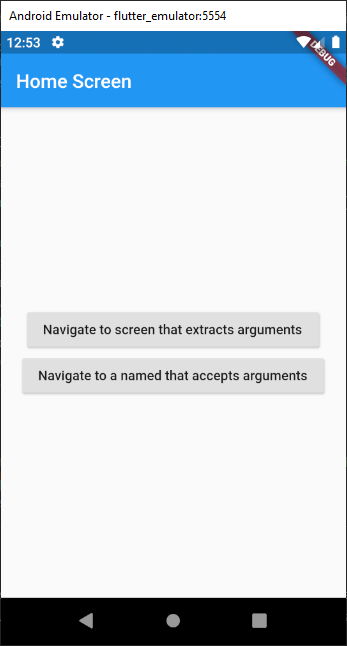 Android Emulator - flutter_emulator:5554
12:53
DEBUG
Home Screen
Navigate to screen that extracts arguments
Navigate to a named that accepts arguments